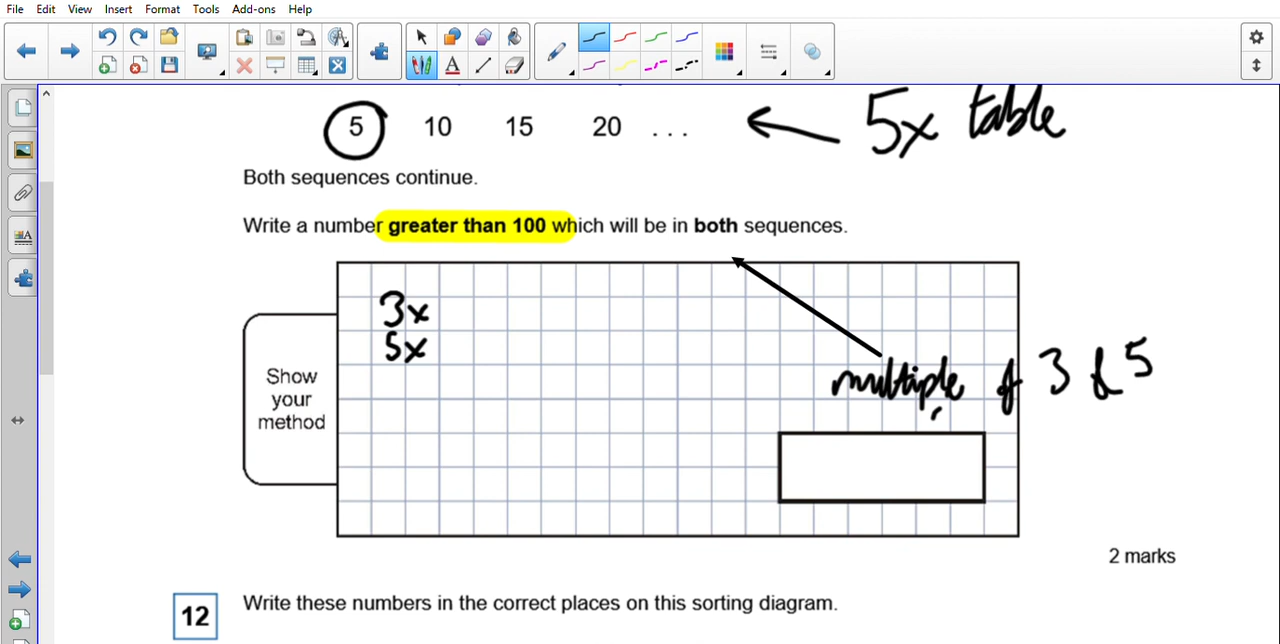 File Edit View Insert Format Tools Add-ons Help
5 10 15 20 ...
5x table
Both sequences continue.
Write a number greater than 100 which will be in both sequences.
3x
5x
Show
your
method
multiple of 3 & 5
2 marks
12 Write these numbers in the correct places on this sorting diagram.